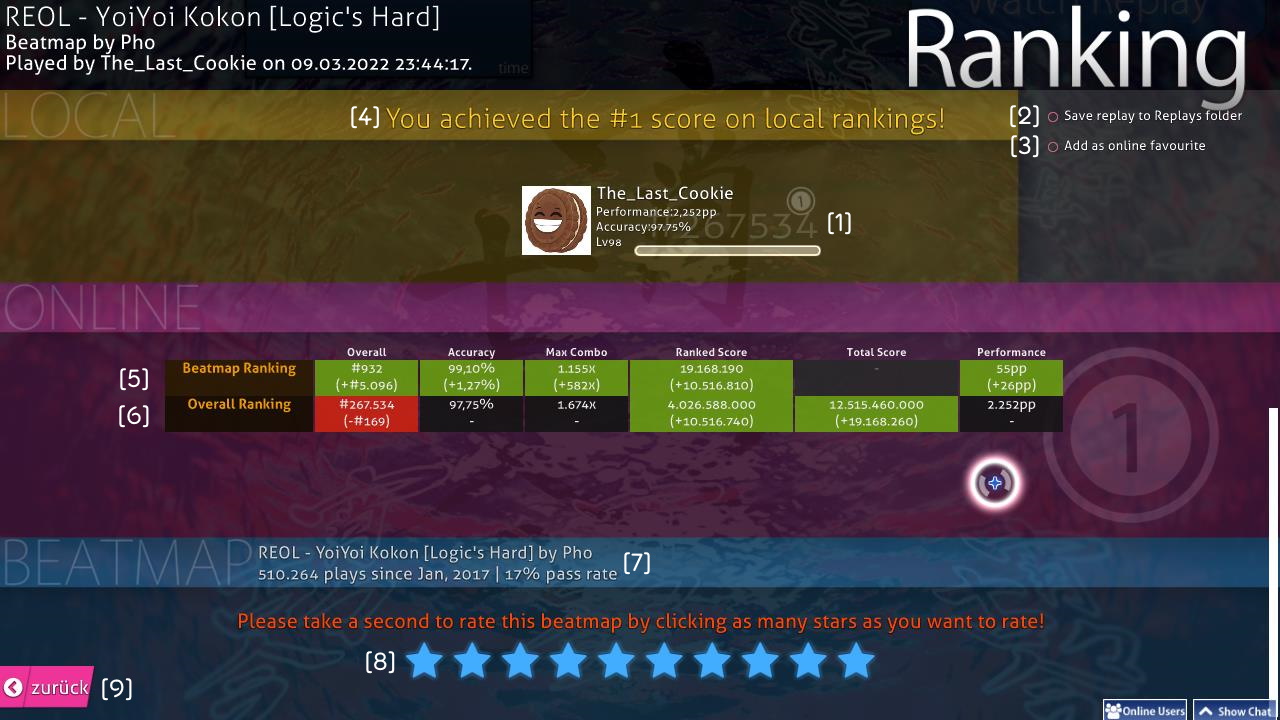 REOL - YoiYoi Kokon [Logic's Hard]
Beatmap by Pho
Played by The_Last_Cookie on 09.03.2022 23:44:17.
Watch Replay
time
Ranking
LOCAL
[4] You achieved the #1 score on local rankings!
[2] Save replay to Replays folder
[3] Add as online favourite
The_Last_Cookie
Performance:2,252pp
Accuracy:97.75%
Lv98
1
267534
[1]
ONLINE
Overall Accuracy Max Combo Ranked Score Total Score Performance
[5] Beatmap Ranking #932 99,10% 1.155x 19.168.190 - 55pp
(+#5.096) (+1,27%) (+582x) (+10.516.810) (+26pp)
[6] Overall Ranking #267.534 97,75% 1.674x 4.026.588.000 12.515.460.000 2.252pp
(-#169) - - (+10.516.740) (+19.168.260) -
1
BEATMAP
REOL - YoiYoi Kokon [Logic's Hard] by Pho
510.264 plays since Jan, 2017 | 17% pass rate
[7]
Please take a second to rate this beatmap by clicking as many stars as you want to rate!
[8]
zurück [9]
Online Users
Show Chat